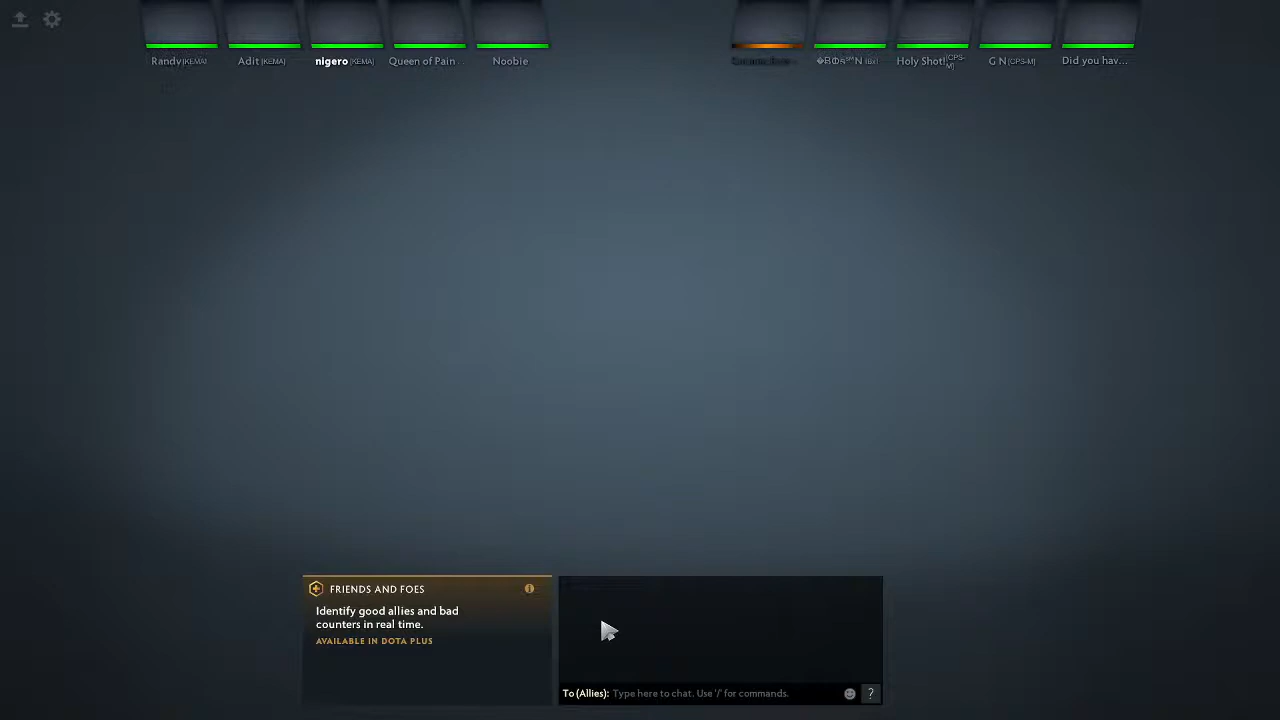 Randy [KEMA]
Adit [KEMA]
nigero [KEMA]
Queen of Pain ..
Noobie
Holy Shot! [CPS-M]
G N [CPS-M]
Did you hav...
FRIENDS AND FOES
Identify good allies and bad
counters in real time.
AVAILABLE IN DOTA PLUS
To (Allies): Type here to chat. Use '/' for commands.
?